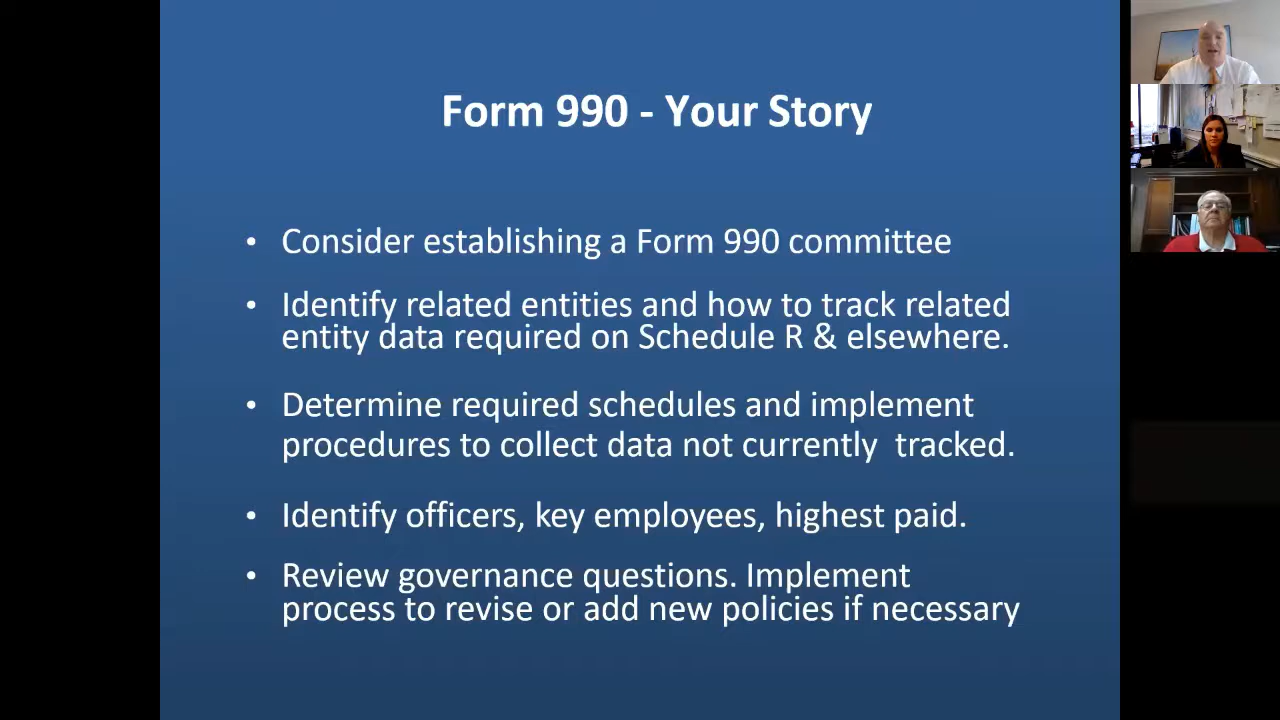 Form 990 - Your Story
• Consider establishing a Form 990 committee
• Identify related entities and how to track related
entity data required on Schedule R & elsewhere.
• Determine required schedules and implement
procedures to collect data not currently  tracked.
• Identify officers, key employees, highest paid.
• Review governance questions. Implement
process to revise or add new policies if necessary